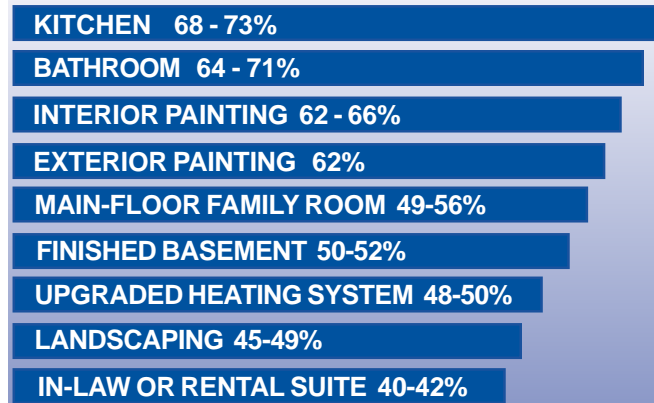 KITCHEN 68 - 73%
BATHROOM 64 - 71%
INTERIOR PAINTING 62 - 66%
EXTERIOR PAINTING 62%
MAIN-FLOOR FAMILY ROOM 49-56%
FINISHED BASEMENT 50-52%
UPGRADED HEATING SYSTEM 48-50%
LANDSCAPING 45-49%
IN-LAW OR RENTAL SUITE 40-42%